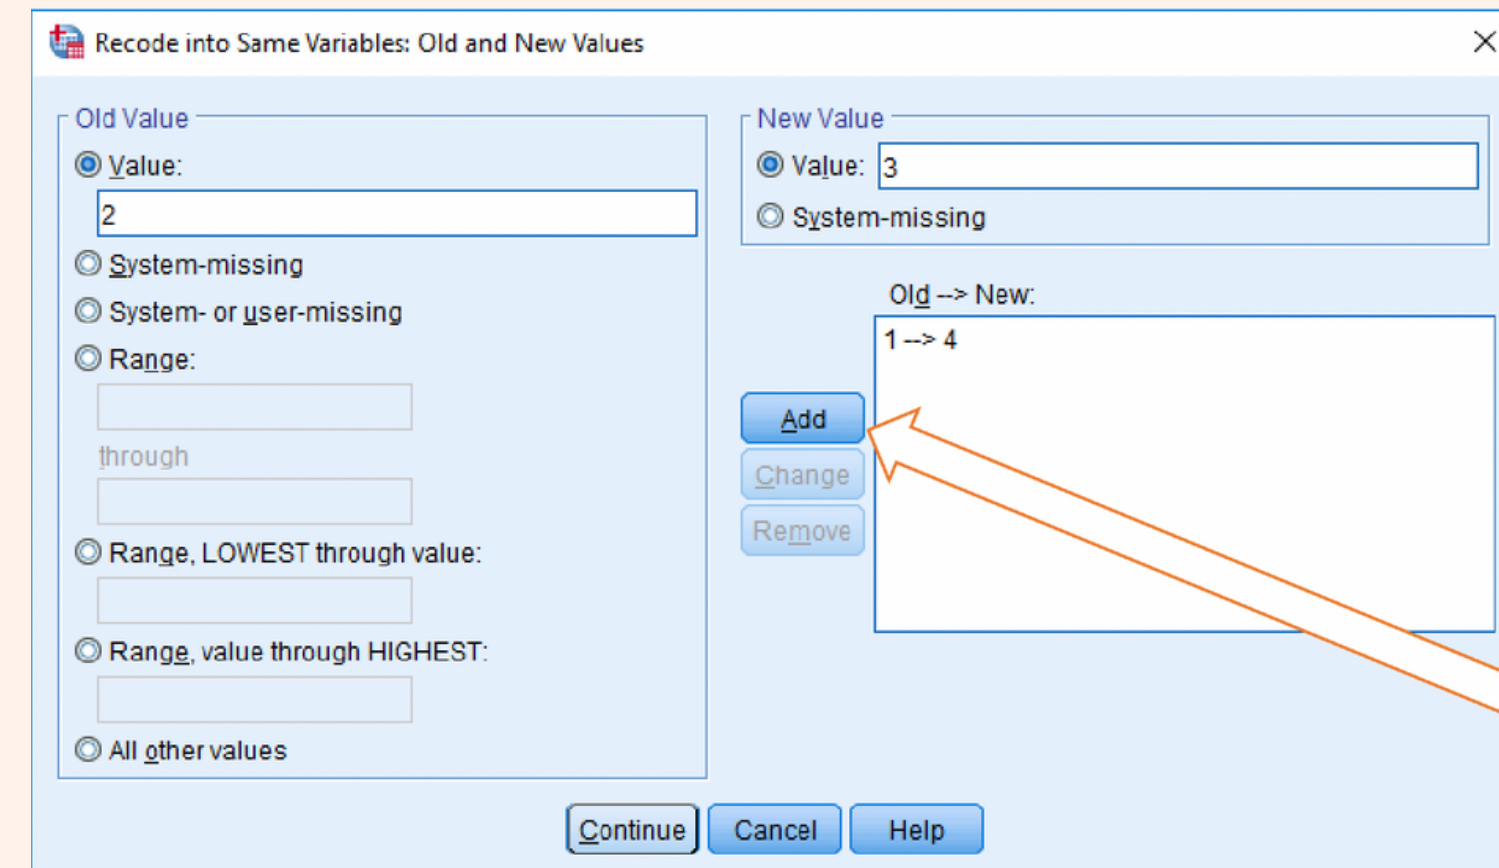 Recode into Same Variables: Old and New Values
Old Value
Value:
2
System-missing
System- or user-missing
Range:
through
Range, LOWEST through value:
Range, value through HIGHEST:
All other values
New Value
Value: 3
System-missing
Old --> New:
1 --> 4
Add
Change
Remove
Continue
Cancel
Help